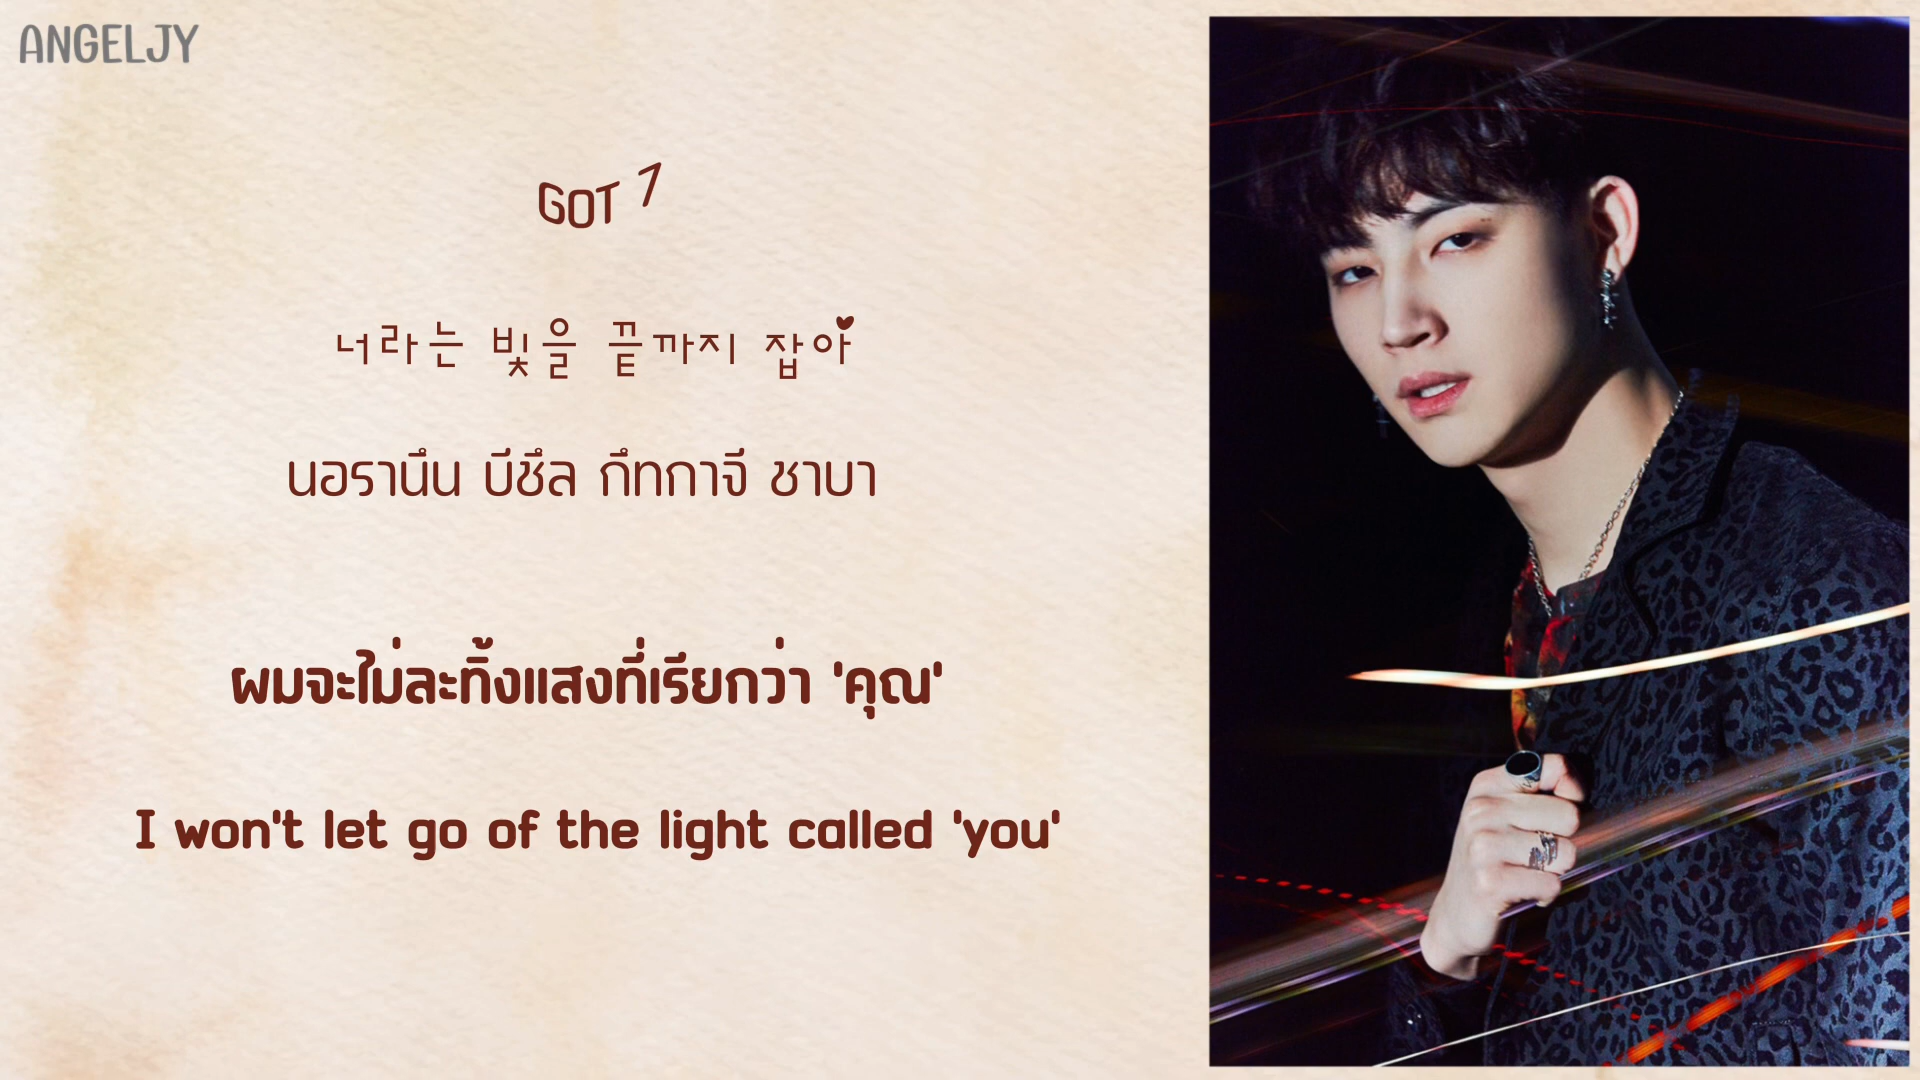 ANGELJY
GOT 7
너라는 빛을 끝까지 잡아
นอรานึน บีชึล กึทกาจี ชาบา
ผมจะไม่ละทิ้งแสงที่เรียกว่า 'คุณ'
I won't let go of the light called 'you'